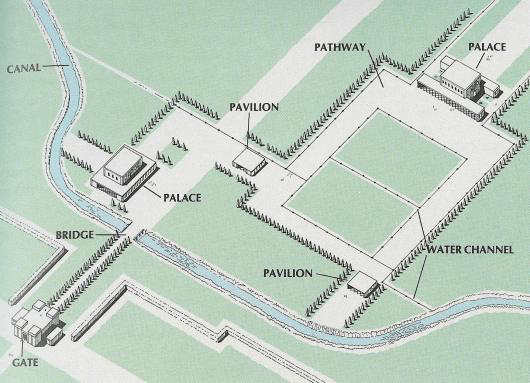 PATHWAY
PALACE
CANAL
PAVILION
PALACE
BRIDGE
WATER CHANNEL
PAVILION
GATE